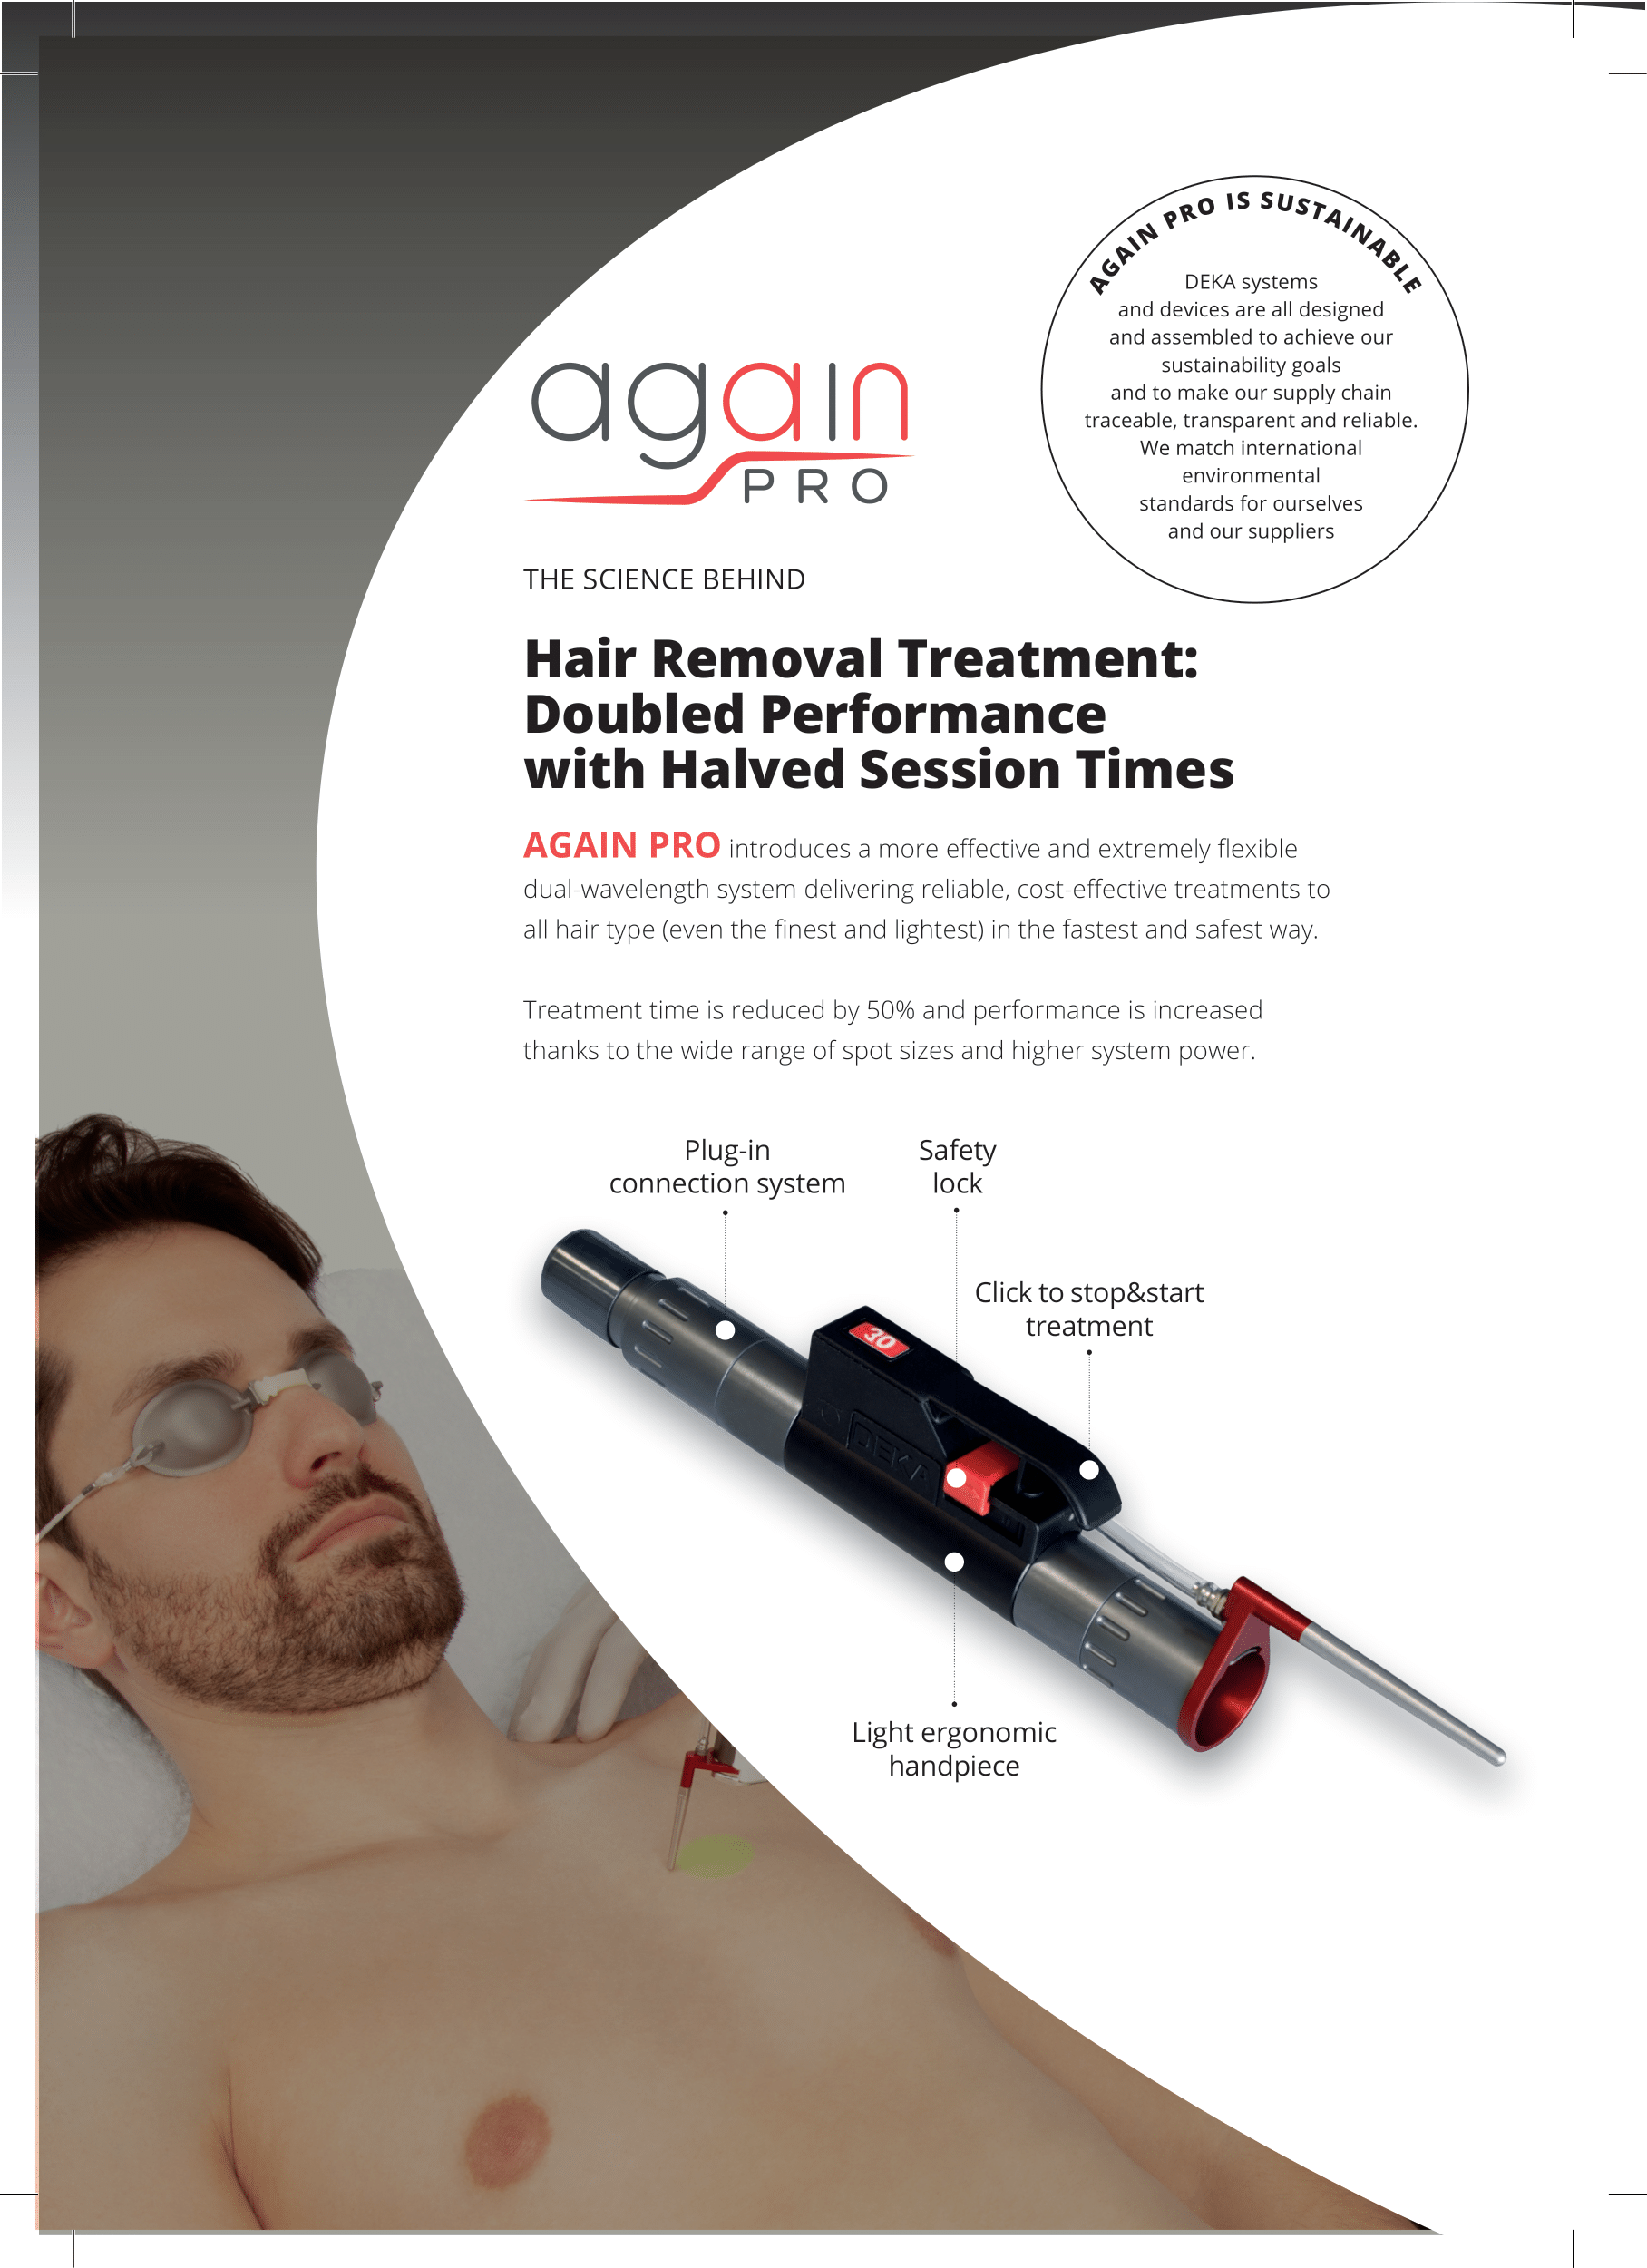 AGAIN PRO IS SUSTAINABLE
DEKA systems
and devices are all designed
and assembled to achieve our
sustainability goals
and to make our supply chain
traceable, transparent and reliable.
We match international
environmental
standards for ourselves
and our suppliers
again
PRO
THE SCIENCE BEHIND
Hair Removal Treatment:
Doubled Performance
with Halved Session Times
AGAIN PRO introduces a more effective and extremely flexible
dual-wavelength system delivering reliable, cost-effective treatments to
all hair type (even the finest and lightest) in the fastest and safest way.
Treatment time is reduced by 50% and performance is increased
thanks to the wide range of spot sizes and higher system power.
Plug-in
connection system
Safety
lock
Click to stop&start
treatment
30
DEKA
Light ergonomic
handpiece